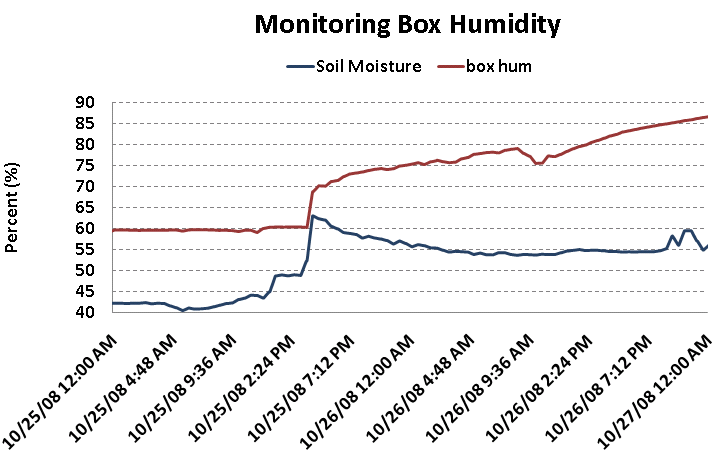 Monitoring Box Humidity
Soil Moisture box hum
Percent (%)
90
85
80
75
70
65
60
55
50
45
40
10/25/08 12:00 AM
10/25/08 4:48 AM
10/25/08 9:36 AM
10/25/08 2:24 PM
10/25/08 7:12 PM
10/26/08 12:00 AM
10/26/08 4:48 AM
10/26/08 9:36 AM
10/26/08 2:24 PM
10/26/08 7:12 PM
10/27/08 12:00 AM